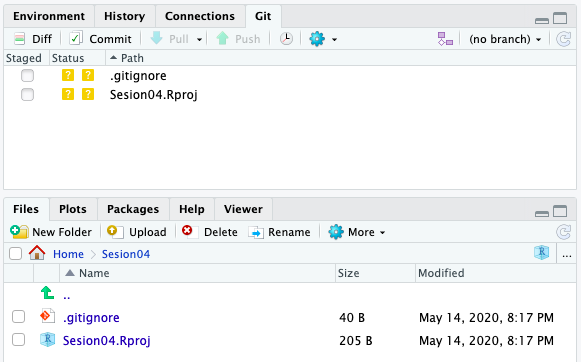 Environment History Connections Git
Diff Commit Pull Push (no branch)
Staged Status Path
? ? .gitignore
? ? Sesion04.Rproj
Files Plots Packages Help Viewer
New Folder Upload Delete Rename More
Home Sesion04 R ...
Name Size Modified
..
.gitignore 40 B May 14, 2020, 8:17 PM
Sesion04.Rproj 205 B May 14, 2020, 8:17 PM